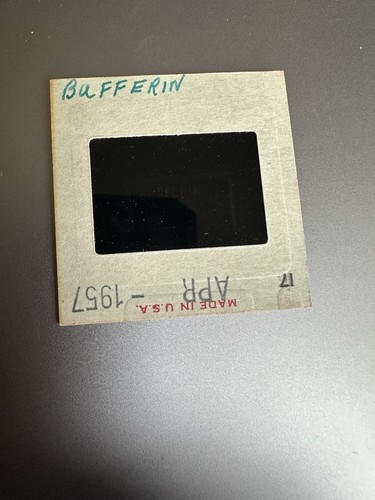 BUFFERIN
17
APR - 1957
MADE IN U.S.A.